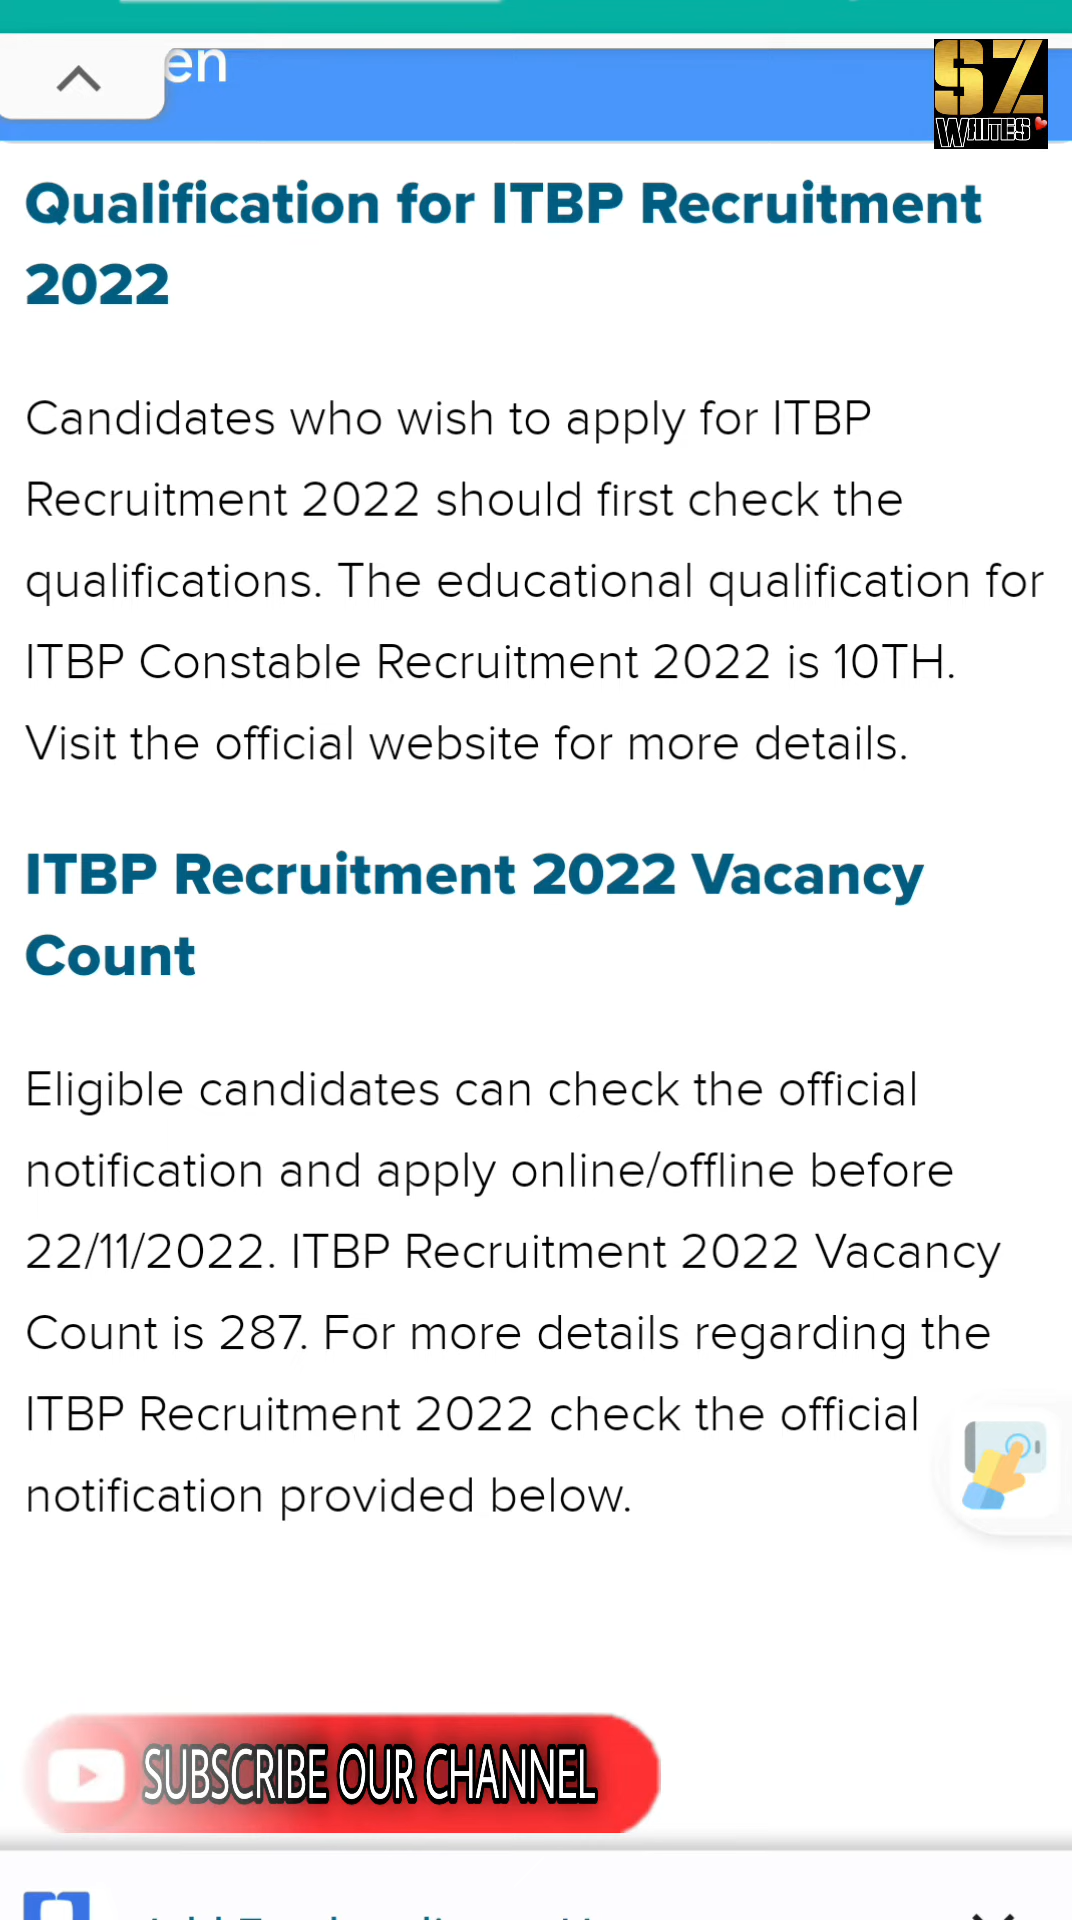 en
SZ
WRITES
Qualification for ITBP Recruitment
2022
Candidates who wish to apply for ITBP
Recruitment 2022 should first check the
qualifications. The educational qualification for
ITBP Constable Recruitment 2022 is 10TH.
Visit the official website for more details.
ITBP Recruitment 2022 Vacancy
Count
Eligible candidates can check the official
notification and apply online/offline before
22/11/2022. ITBP Recruitment 2022 Vacancy
Count is 287. For more details regarding the
ITBP Recruitment 2022 check the official
notification provided below.
SUBSCRIBE OUR CHANNEL